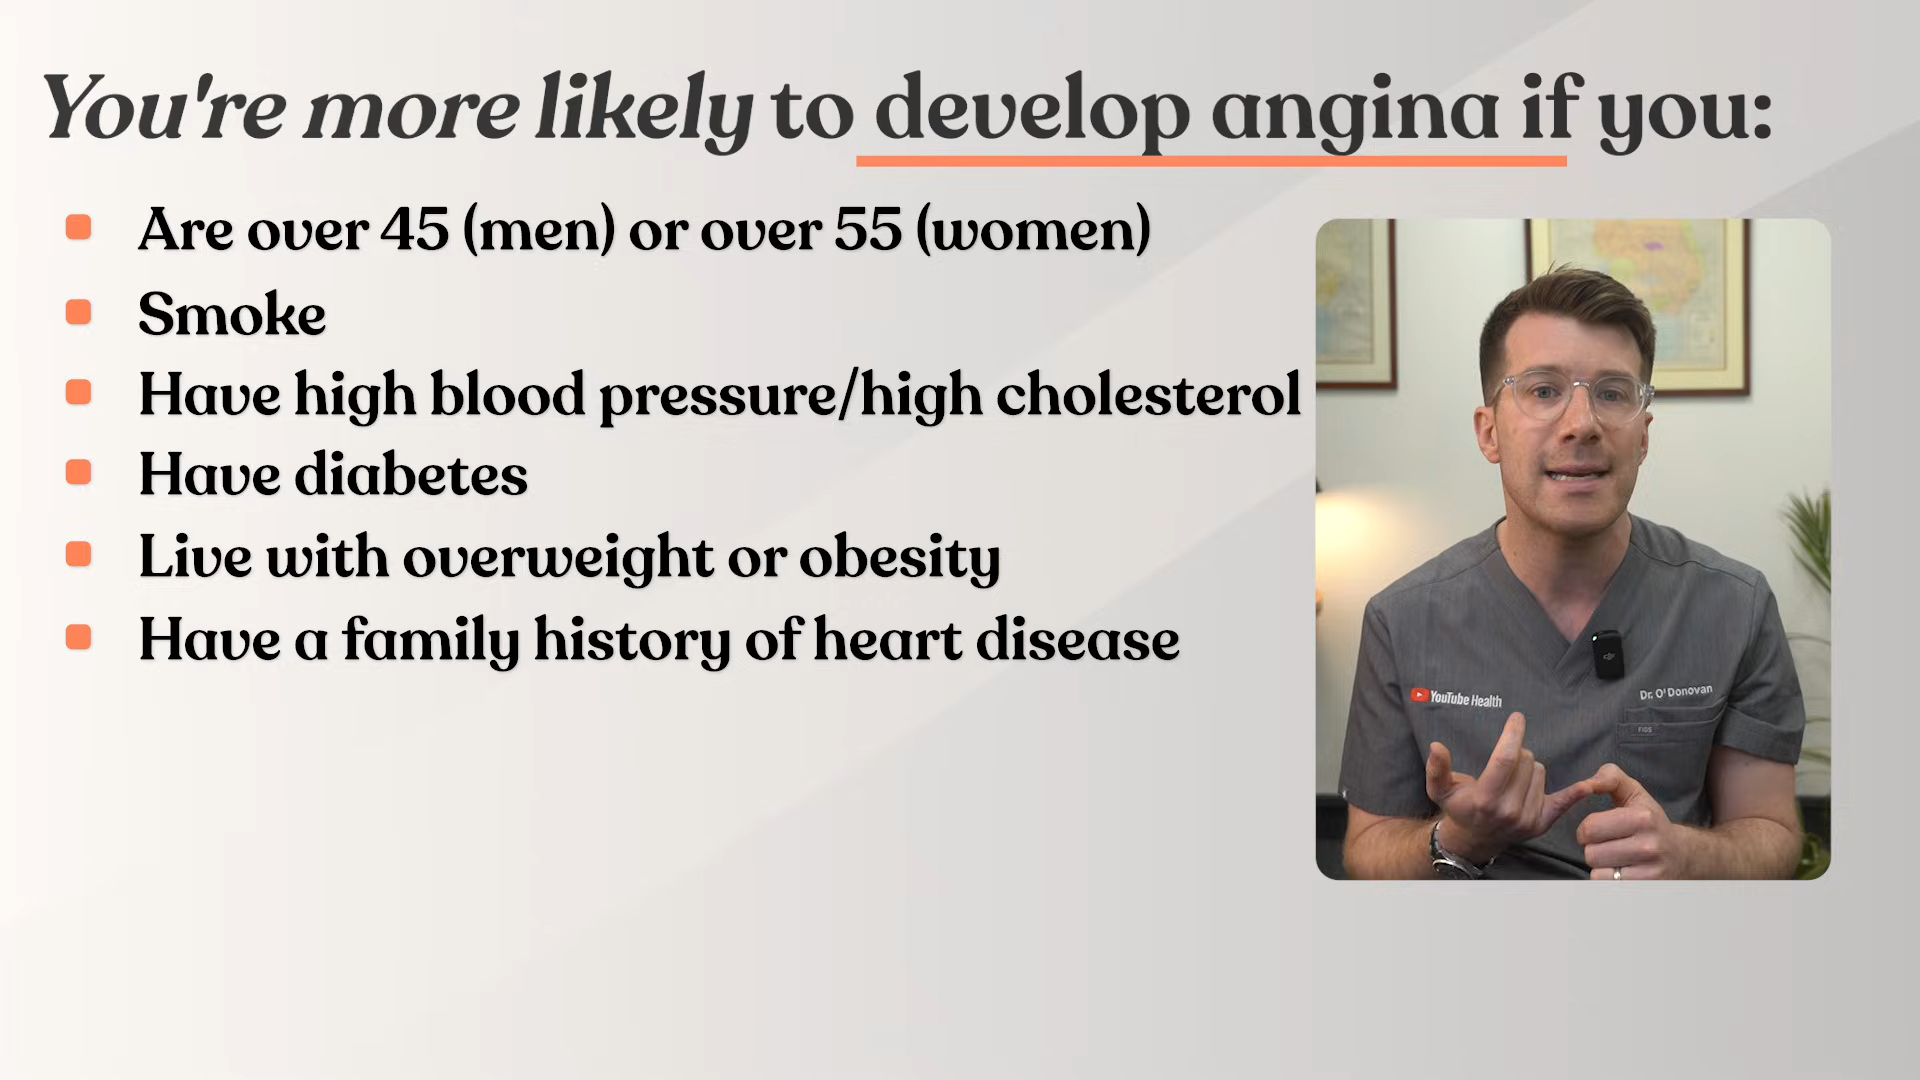 You're more likely to develop angina if you:
Are over 45 (men) or over 55 (women)
Smoke
Have high blood pressure/high cholesterol
Have diabetes
Live with overweight or obesity
Have a family history of heart disease
YouTube Health
Dr. O'Donovan
FIGS
dji